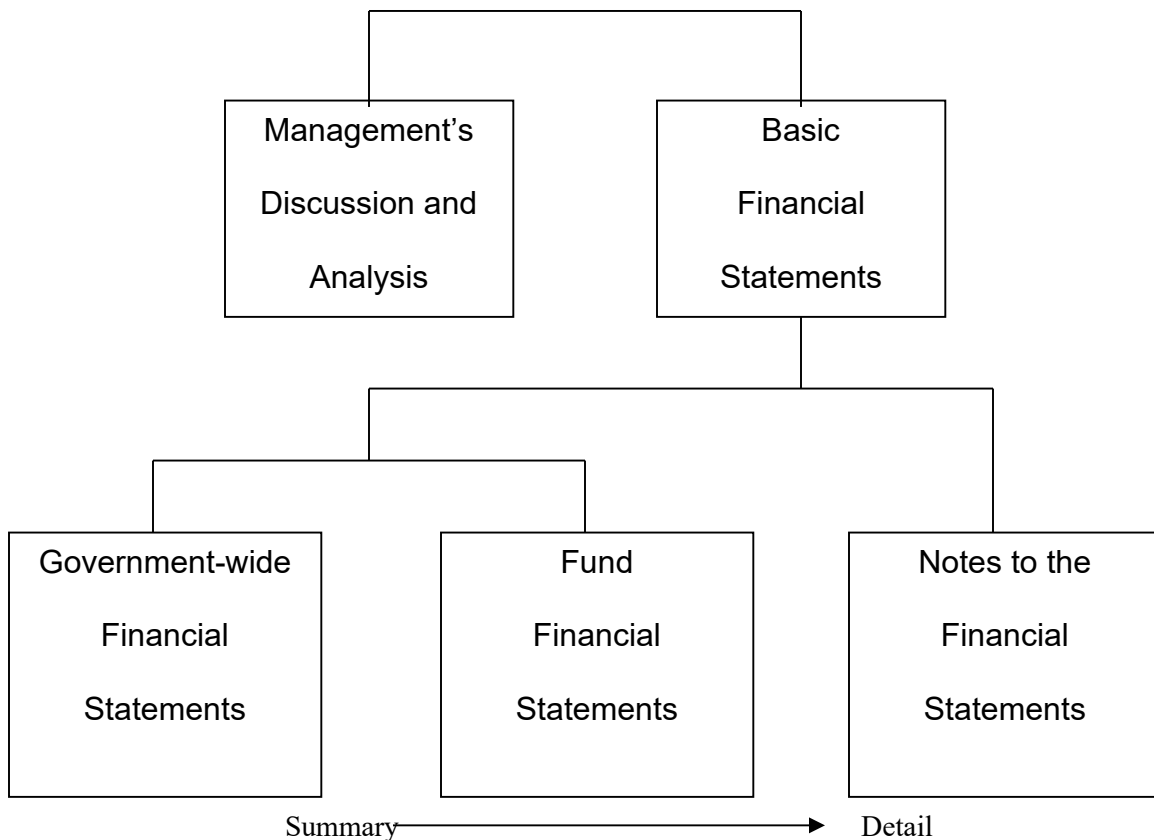 Management’s
Discussion and
Analysis
Basic
Financial
Statements
Government-wide
Financial
Statements
Fund
Financial
Statements
Notes to the
Financial
Statements
Summary
Detail